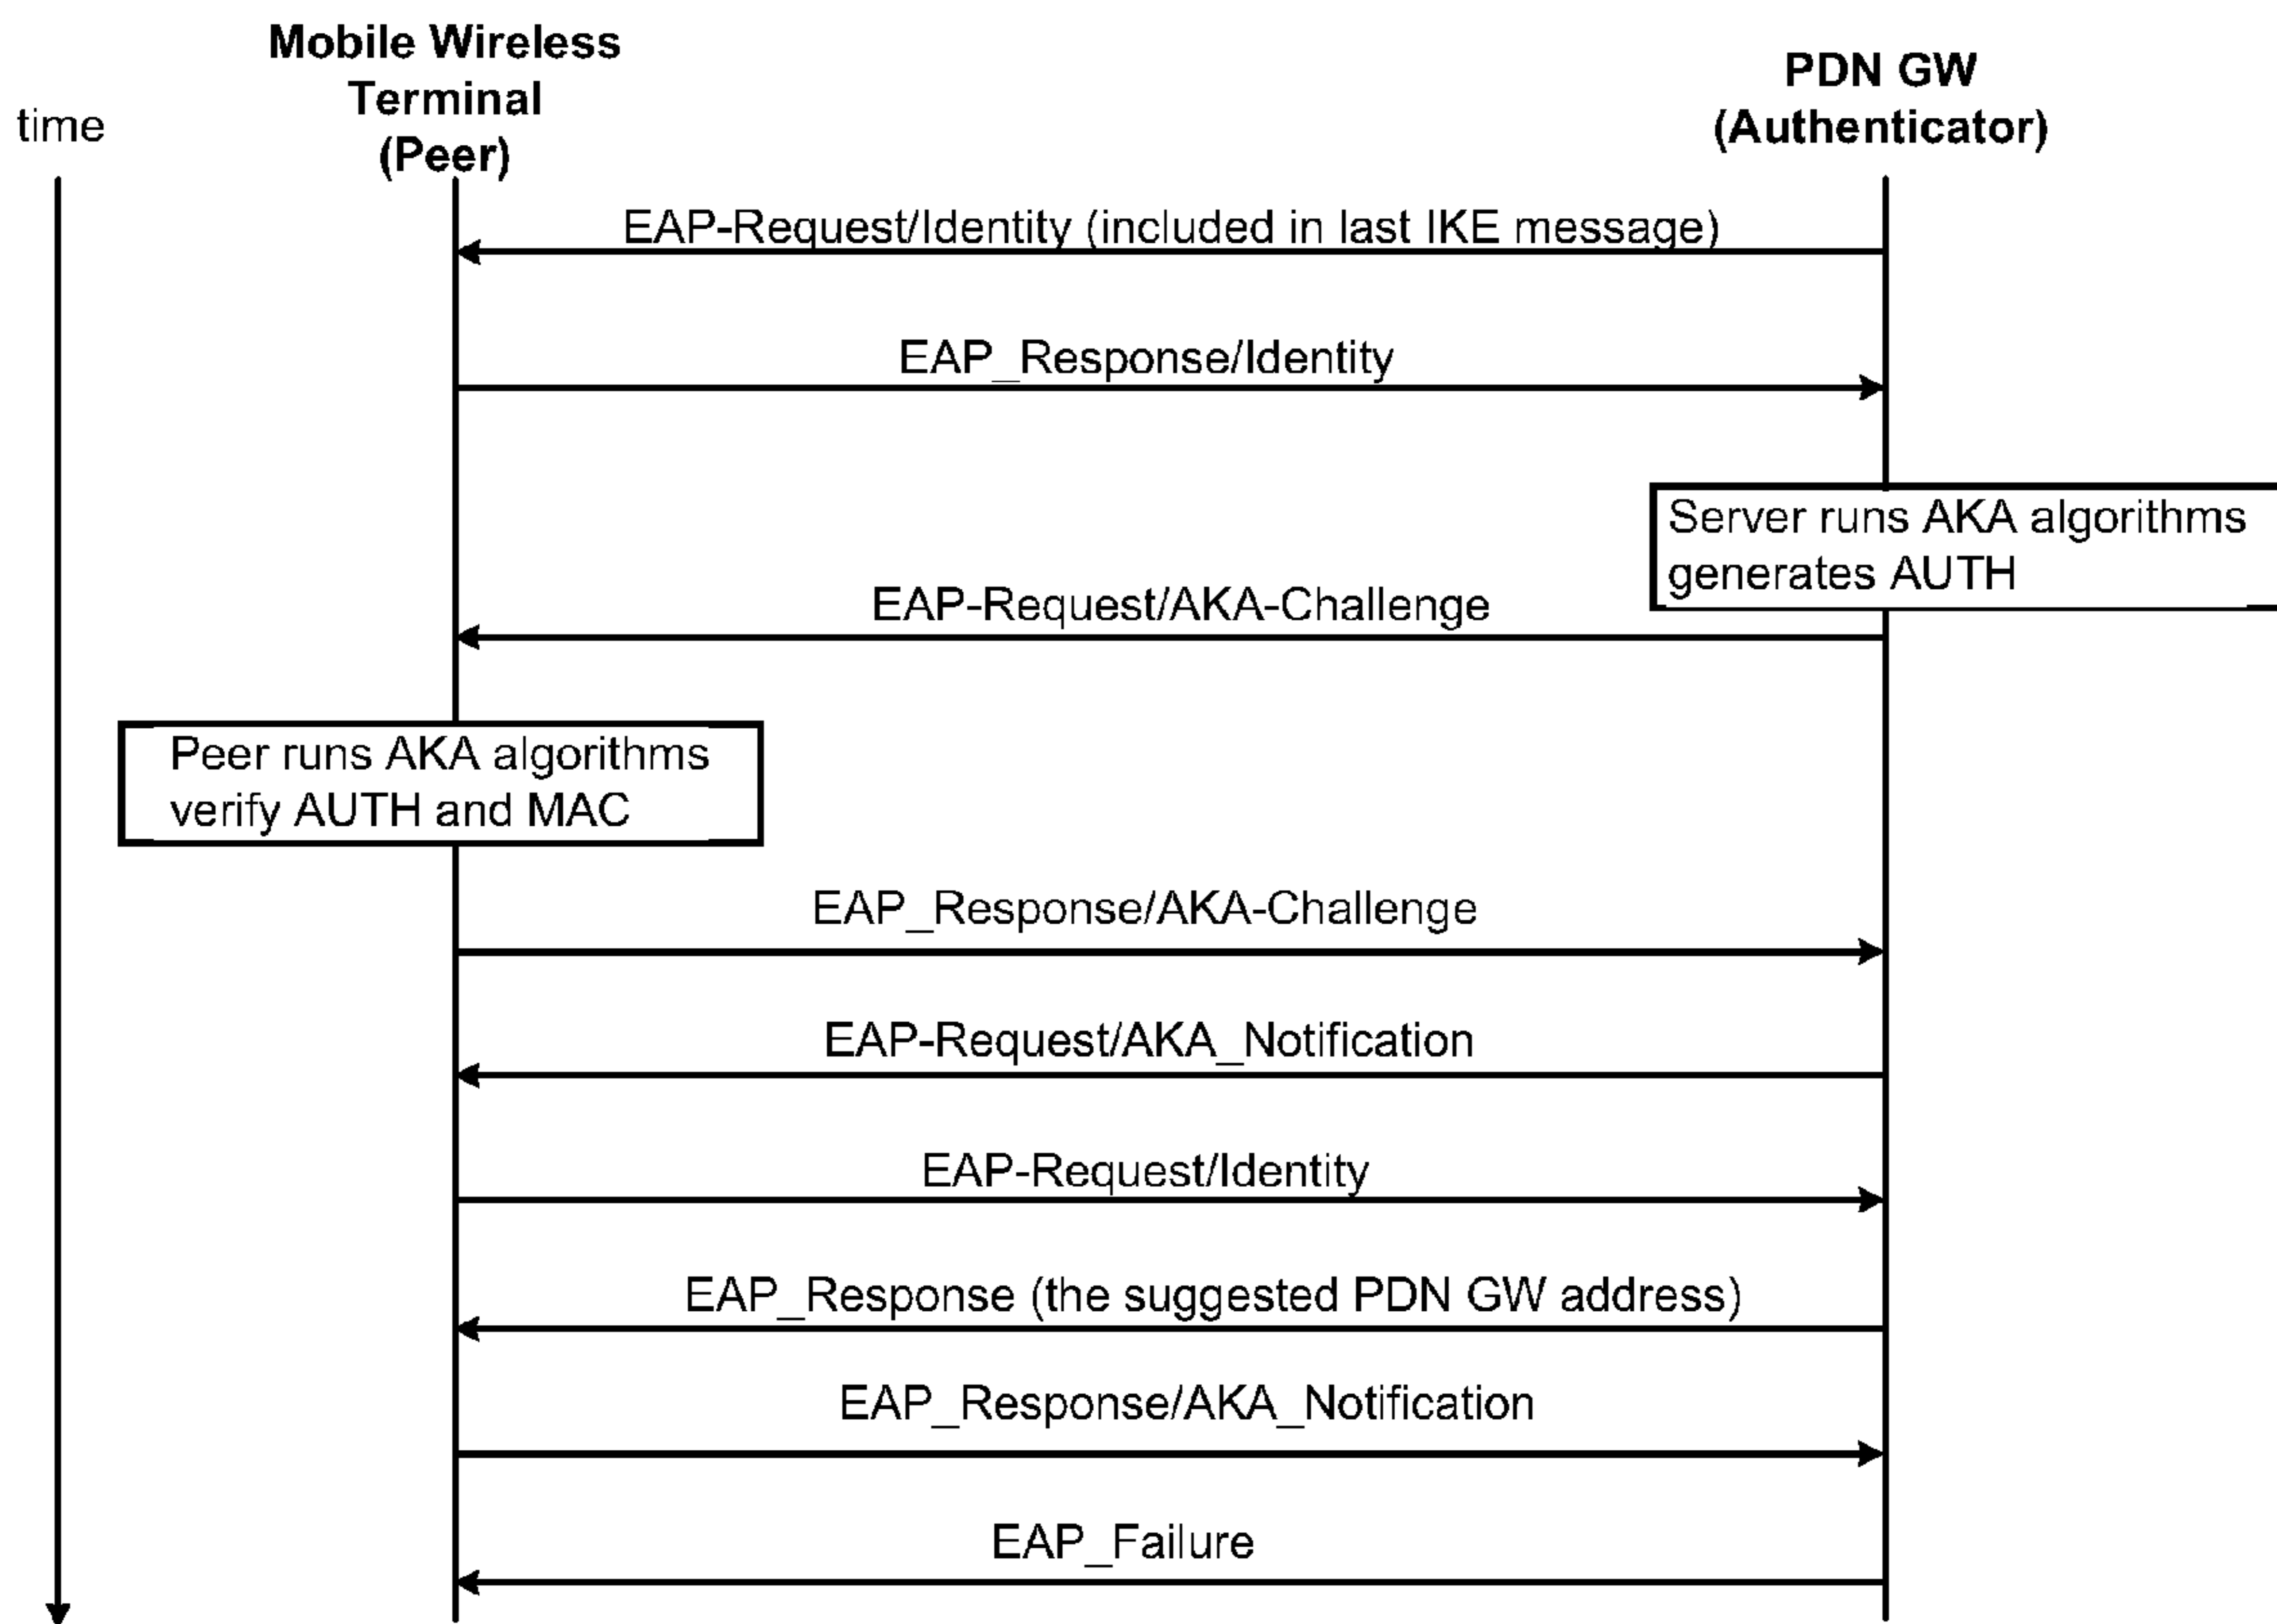 Mobile Wireless
Terminal
(Peer)
PDN GW
(Authenticator)
time
EAP-Request/Identity (included in last IKE message)
EAP_Response/Identity
Server runs AKA algorithms
generates AUTH
EAP-Request/AKA-Challenge
Peer runs AKA algorithms
verify AUTH and MAC
EAP_Response/AKA-Challenge
EAP-Request/AKA_Notification
EAP-Request/Identity
EAP_Response (the suggested PDN GW address)
EAP_Response/AKA_Notification
EAP_Failure